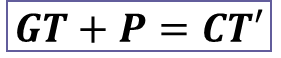 GT + P = CT′